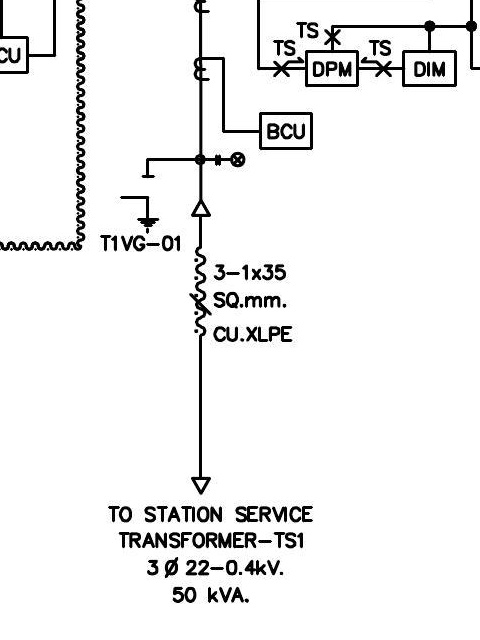 TS
TS
TS
CU
DPM
DIM
BCU
T1VG-01
3-1x35
SQ.mm.
CU.XLPE
TO STATION SERVICE
TRANSFORMER-TS1
3 Ø 22-0.4kV.
50 kVA.